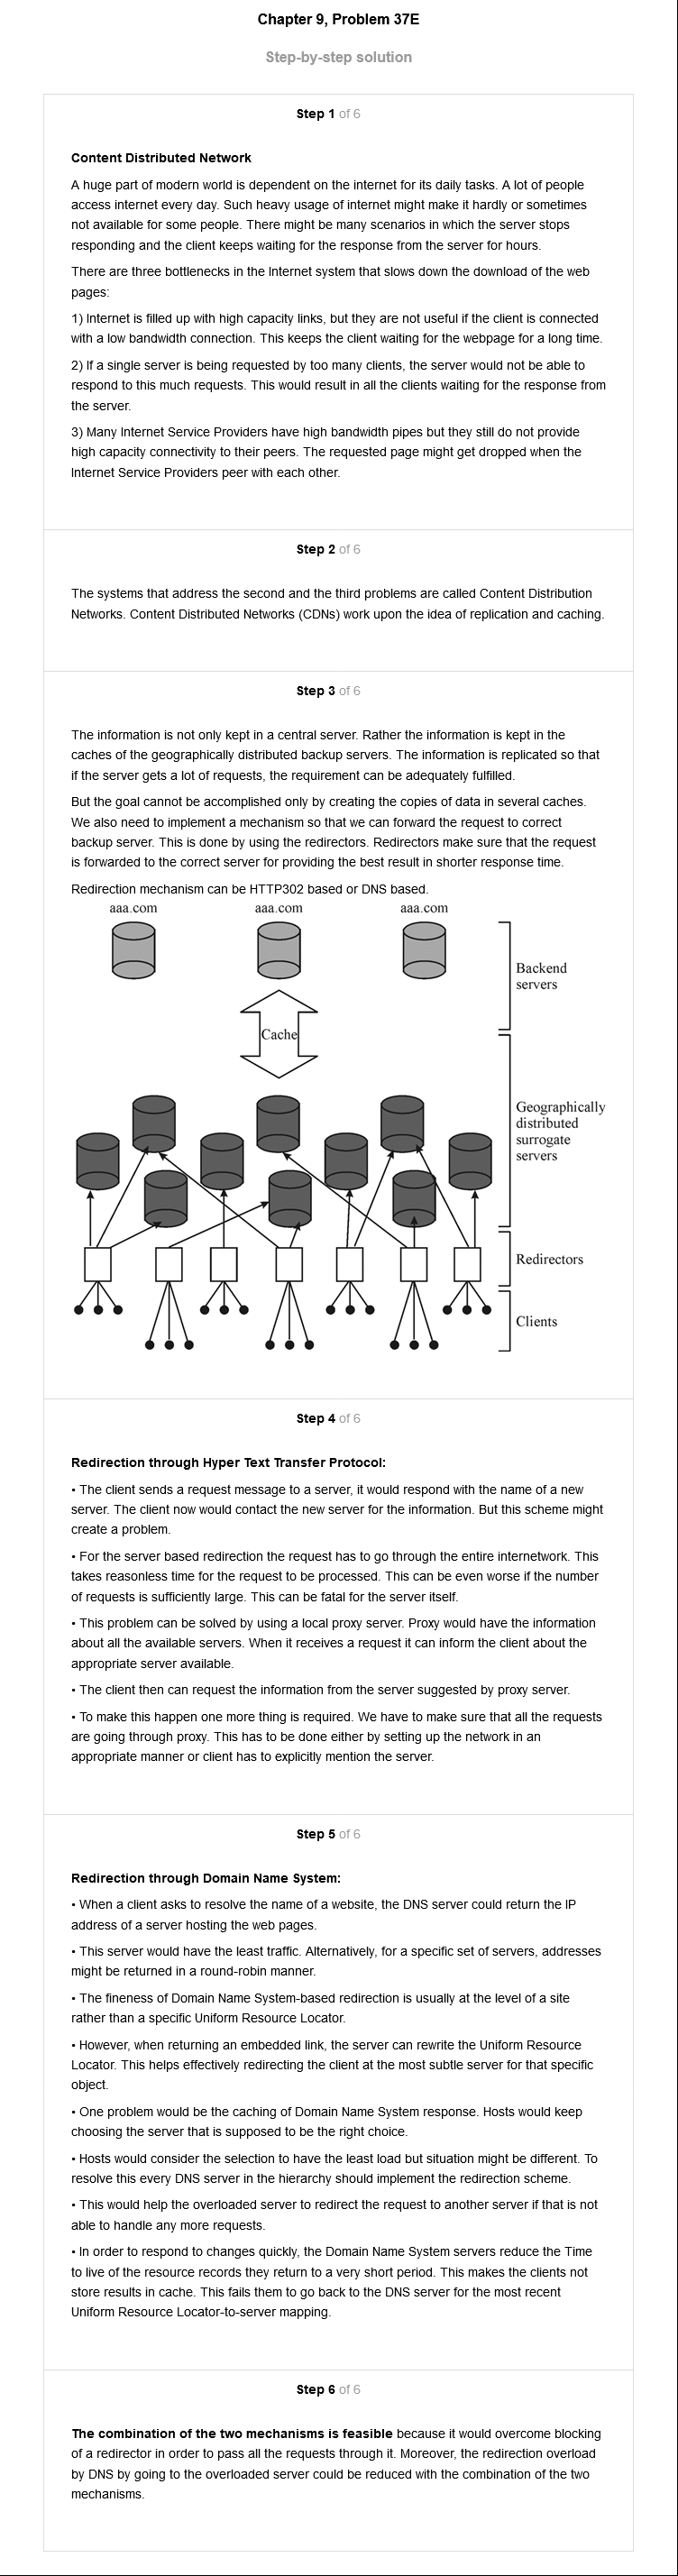 Chapter 9, Problem 37E
Step-by-step solution
Step 1 of 6
Content Distributed Network
A huge part of modern world is dependent on the internet for its daily tasks. A lot of people
access internet every day. Such heavy usage of internet might make it hardly or sometimes
not available for some people. There might be many scenarios in which the server stops
responding and the client keeps waiting for the response from the server for hours.
There are three bottlenecks in the Internet system that slows down the download of the web
pages:
1) Internet is filled up with high capacity links, but they are not useful if the client is connected
with a low bandwidth connection. This keeps the client waiting for the webpage for a long time.
2) If a single server is being requested by too many clients, the server would not be able to
respond to this much requests. This would result in all the clients waiting for the response from
the server.
3) Many Internet Service Providers have high bandwidth pipes but they still do not provide
high capacity connectivity to their peers. The requested page might get dropped when the
Internet Service Providers peer with each other.
Step 2 of 6
The systems that address the second and the third problems are called Content Distribution
Networks. Content Distributed Networks (CDNs) work upon the idea of replication and caching.
Step 3 of 6
The information is not only kept in a central server. Rather the information is kept in the
caches of the geographically distributed backup servers. The information is replicated so that
if the server gets a lot of requests, the requirement can be adequately fulfilled.
But the goal cannot be accomplished only by creating the copies of data in several caches.
We also need to implement a mechanism so that we can forward the request to correct
backup server. This is done by using the redirectors. Redirectors make sure that the request
is forwarded to the correct server for providing the best result in shorter response time.
Redirection mechanism can be HTTP302 based or DNS based.
aaa.com aaa.com aaa.com
Backend
servers
Cache
Geographically
distributed
surrogate
servers
Redirectors
Clients
Step 4 of 6
Redirection through Hyper Text Transfer Protocol:
• The client sends a request message to a server, it would respond with the name of a new
server. The client now would contact the new server for the information. But this scheme might
create a problem.
• For the server based redirection the request has to go through the entire internetwork. This
takes reasonless time for the request to be processed. This can be even worse if the number
of requests is sufficiently large. This can be fatal for the server itself.
• This problem can be solved by using a local proxy server. Proxy would have the information
about all the available servers. When it receives a request it can inform the client about the
appropriate server available.
• The client then can request the information from the server suggested by proxy server.
• To make this happen one more thing is required. We have to make sure that all the requests
are going through proxy. This has to be done either by setting up the network in an
appropriate manner or client has to explicitly mention the server.
Step 5 of 6
Redirection through Domain Name System:
• When a client asks to resolve the name of a website, the DNS server could return the IP
address of a server hosting the web pages.
• This server would have the least traffic. Alternatively, for a specific set of servers, addresses
might be returned in a round-robin manner.
• The fineness of Domain Name System-based redirection is usually at the level of a site
rather than a specific Uniform Resource Locator.
• However, when returning an embedded link, the server can rewrite the Uniform Resource
Locator. This helps effectively redirecting the client at the most subtle server for that specific
object.
• One problem would be the caching of Domain Name System response. Hosts would keep
choosing the server that is supposed to be the right choice.
• Hosts would consider the selection to have the least load but situation might be different. To
resolve this every DNS server in the hierarchy should implement the redirection scheme.
• This would help the overloaded server to redirect the request to another server if that is not
able to handle any more requests.
• In order to respond to changes quickly, the Domain Name System servers reduce the Time
to live of the resource records they return to a very short period. This makes the clients not
store results in cache. This fails them to go back to the DNS server for the most recent
Uniform Resource Locator-to-server mapping.
Step 6 of 6
The combination of the two mechanisms is feasible because it would overcome blocking
of a redirector in order to pass all the requests through it. Moreover, the redirection overload
by DNS by going to the overloaded server could be reduced with the combination of the two
mechanisms.